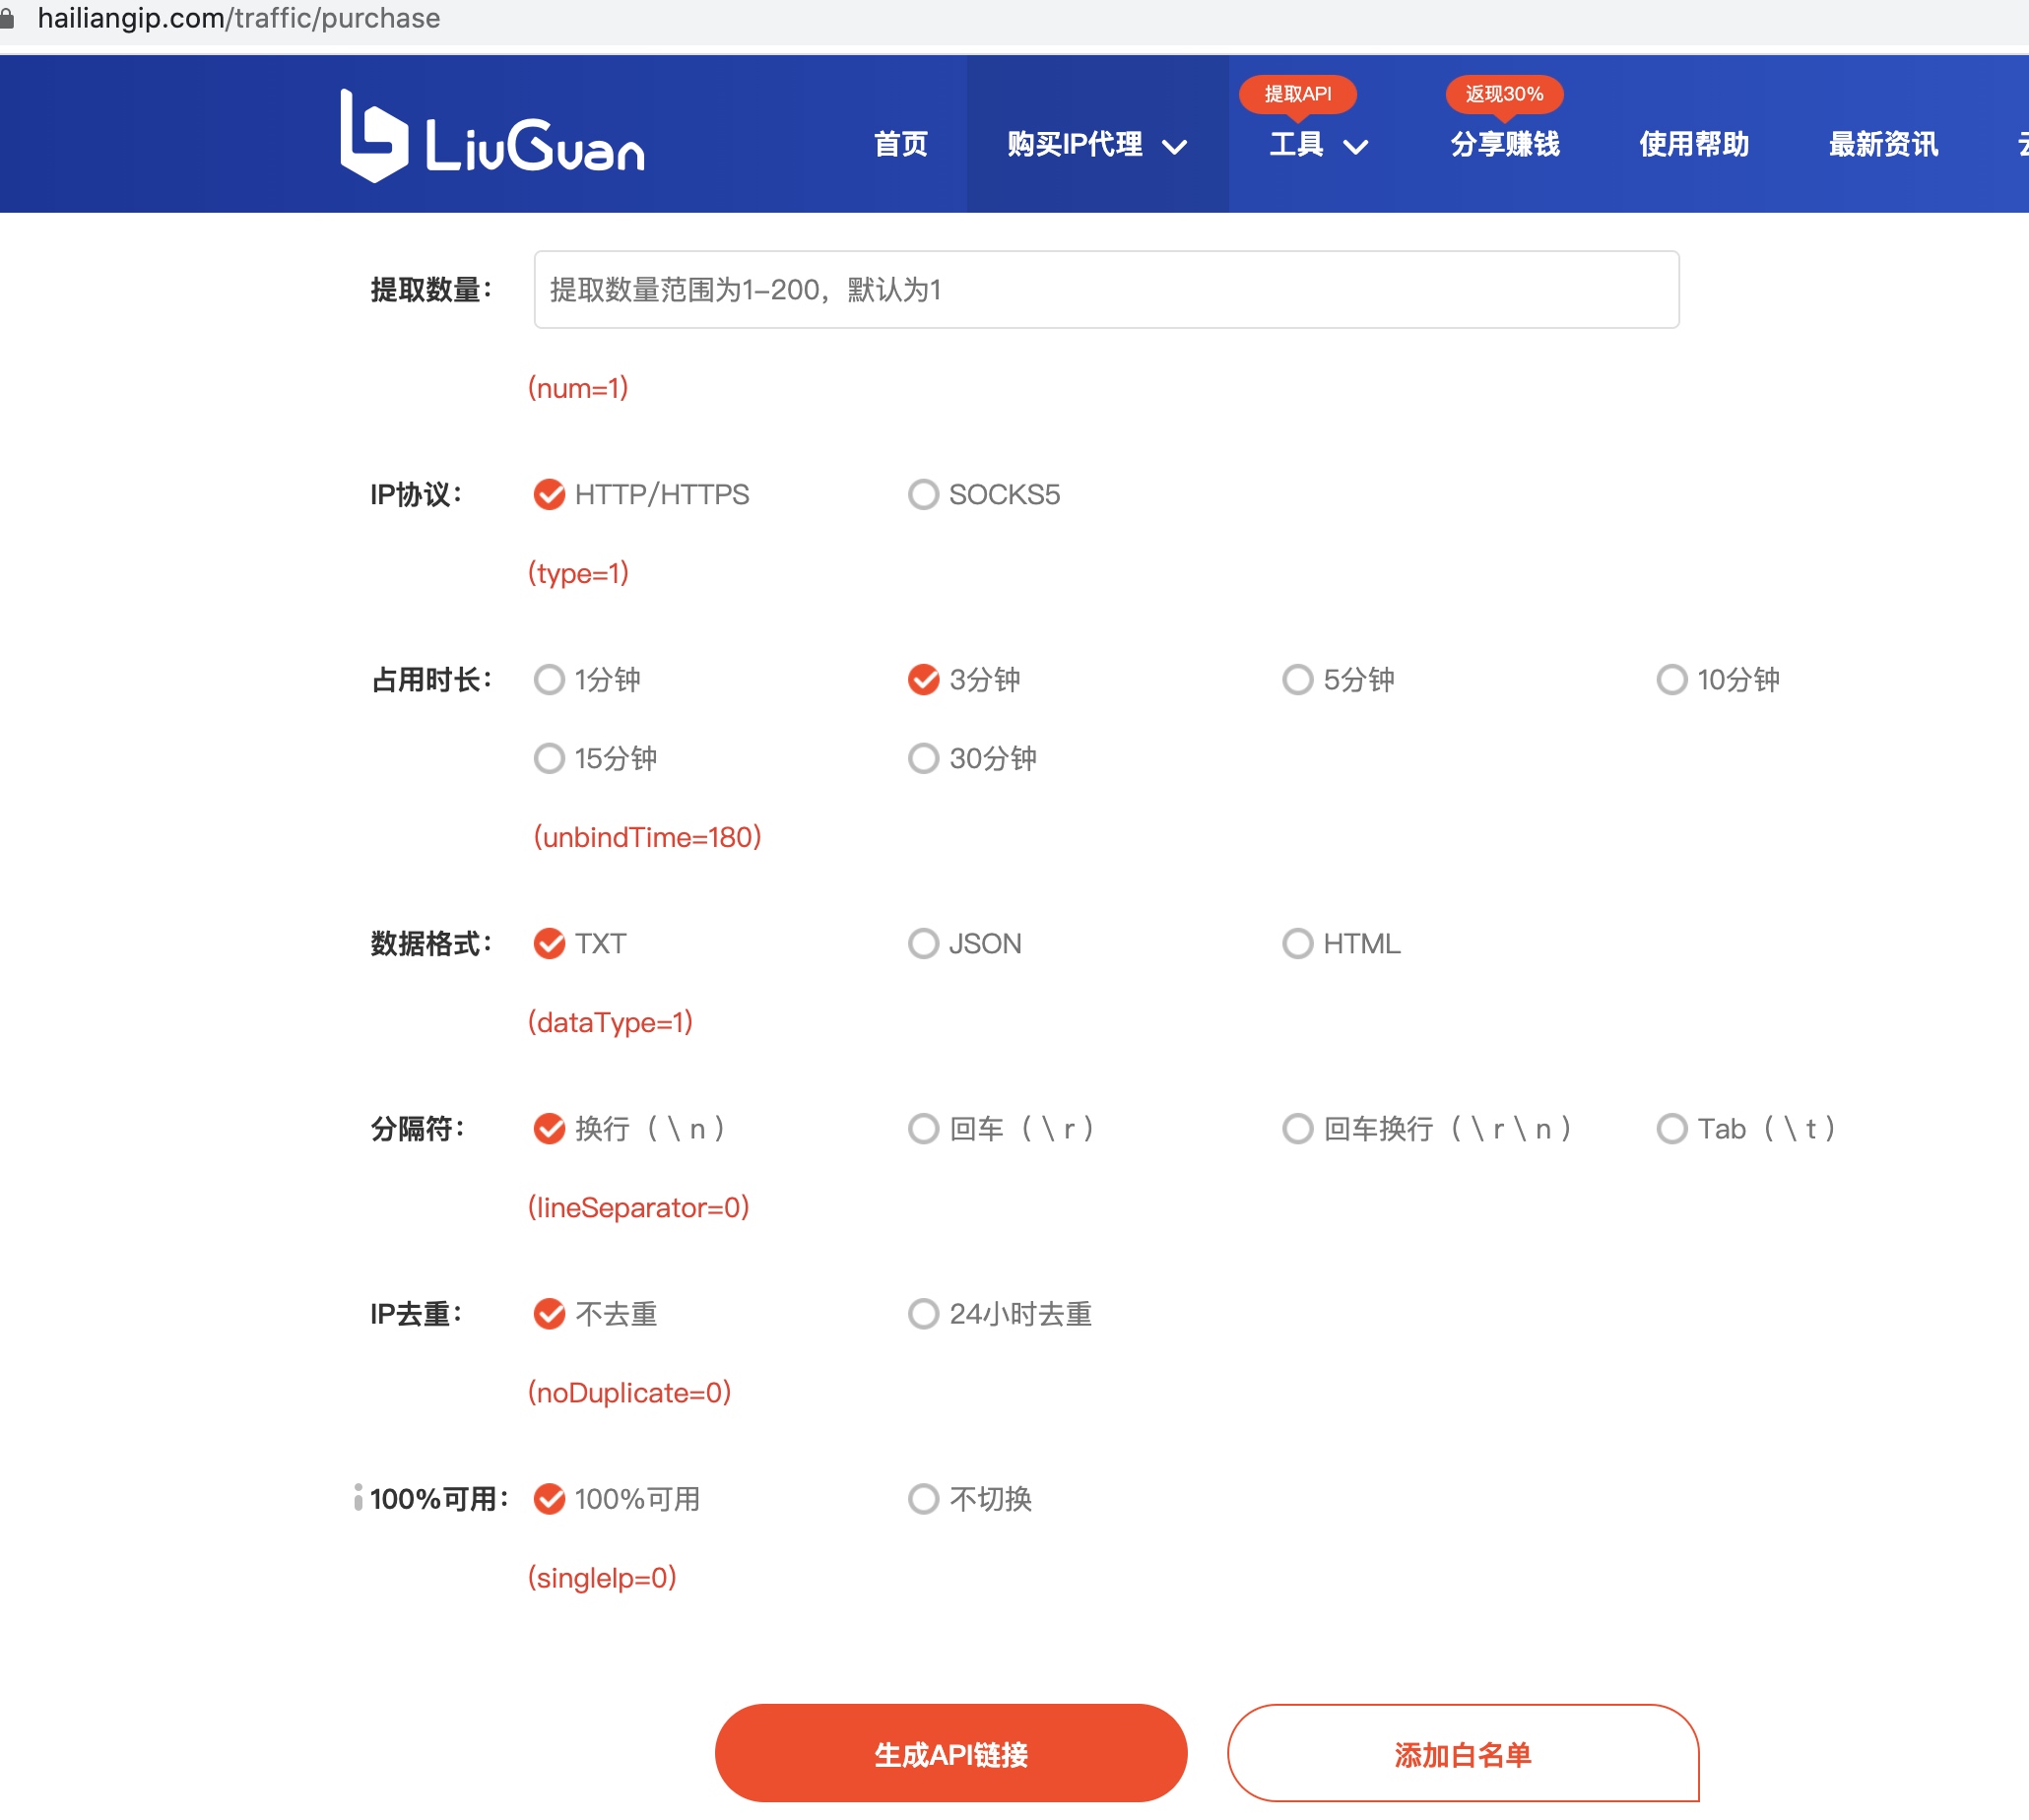 hailiangip.com/traffic/purchase
提取API
返现30%
LiuGuan
首页 购买IP代理 工具 分享赚钱 使用帮助 最新资讯
提取数量： 提取数量范围为1-200，默认为1
(num=1)
IP协议： HTTP/HTTPS SOCKS5
(type=1)
占用时长： 1分钟 3分钟 5分钟 10分钟
15分钟 30分钟
(unbindTime=180)
数据格式： TXT JSON HTML
(dataType=1)
分隔符： 换行（\n） 回车（\r） 回车换行（\r\n） Tab（\t）
(lineSeparator=0)
IP去重： 不去重 24小时去重
(noDuplicate=0)
100%可用： 100%可用 不切换
(singleIp=0)
生成API链接 添加白名单